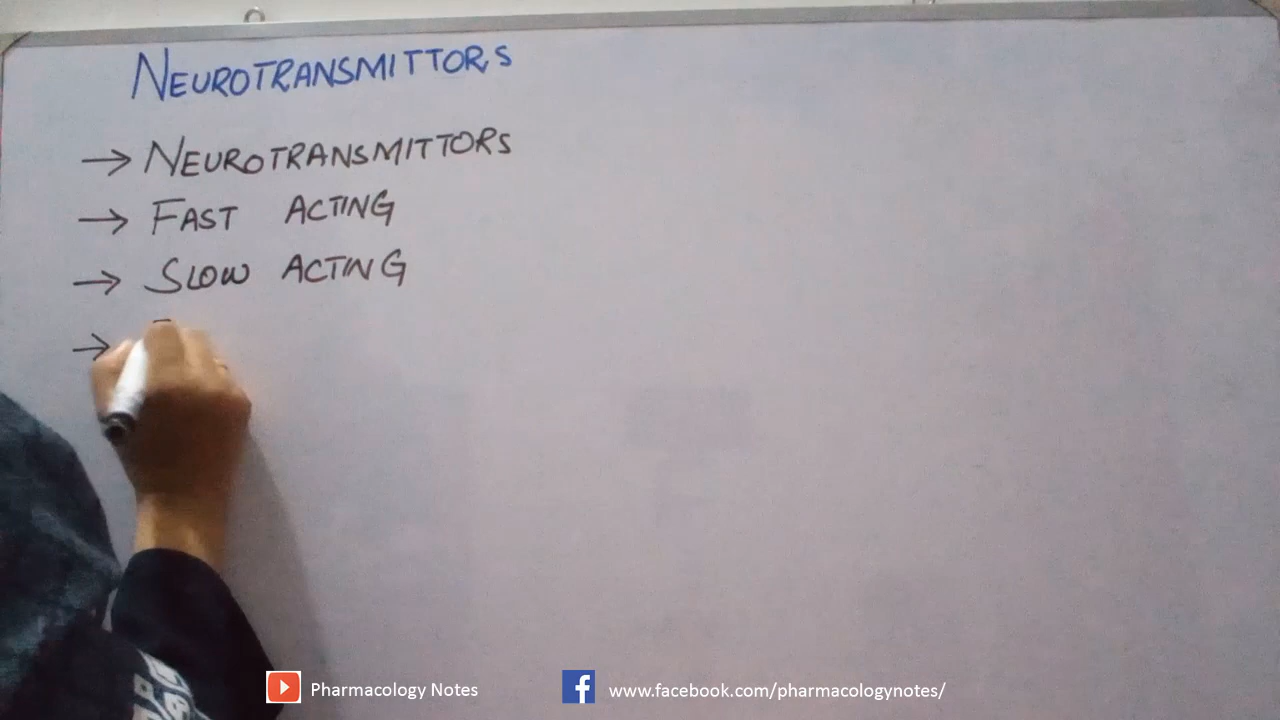 NEUROTRANSMITTORS
→ NEUROTRANSMITTORS
→ FAST ACTING
→ SLOW ACTING
→
Pharmacology Notes
www.facebook.com/pharmacologynotes/